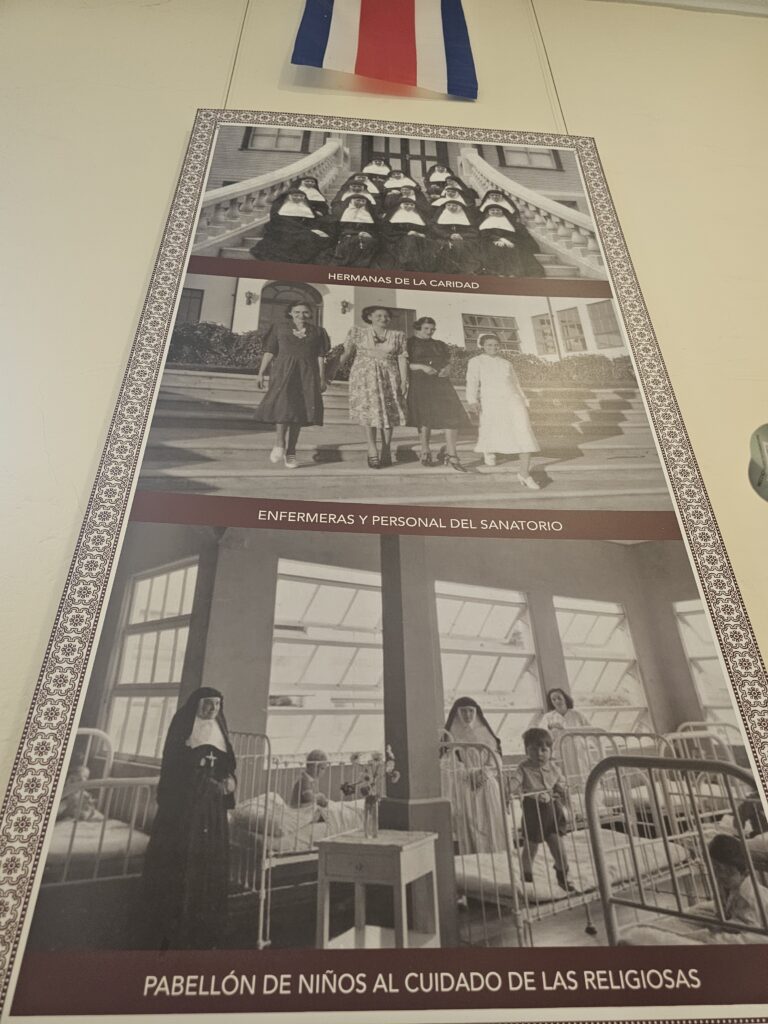 HERMANAS DE LA CARIDAD
ENFERMERAS Y PERSONAL DEL SANATORIO
PABELLÓN DE NIÑOS AL CUIDADO DE LAS RELIGIOSAS